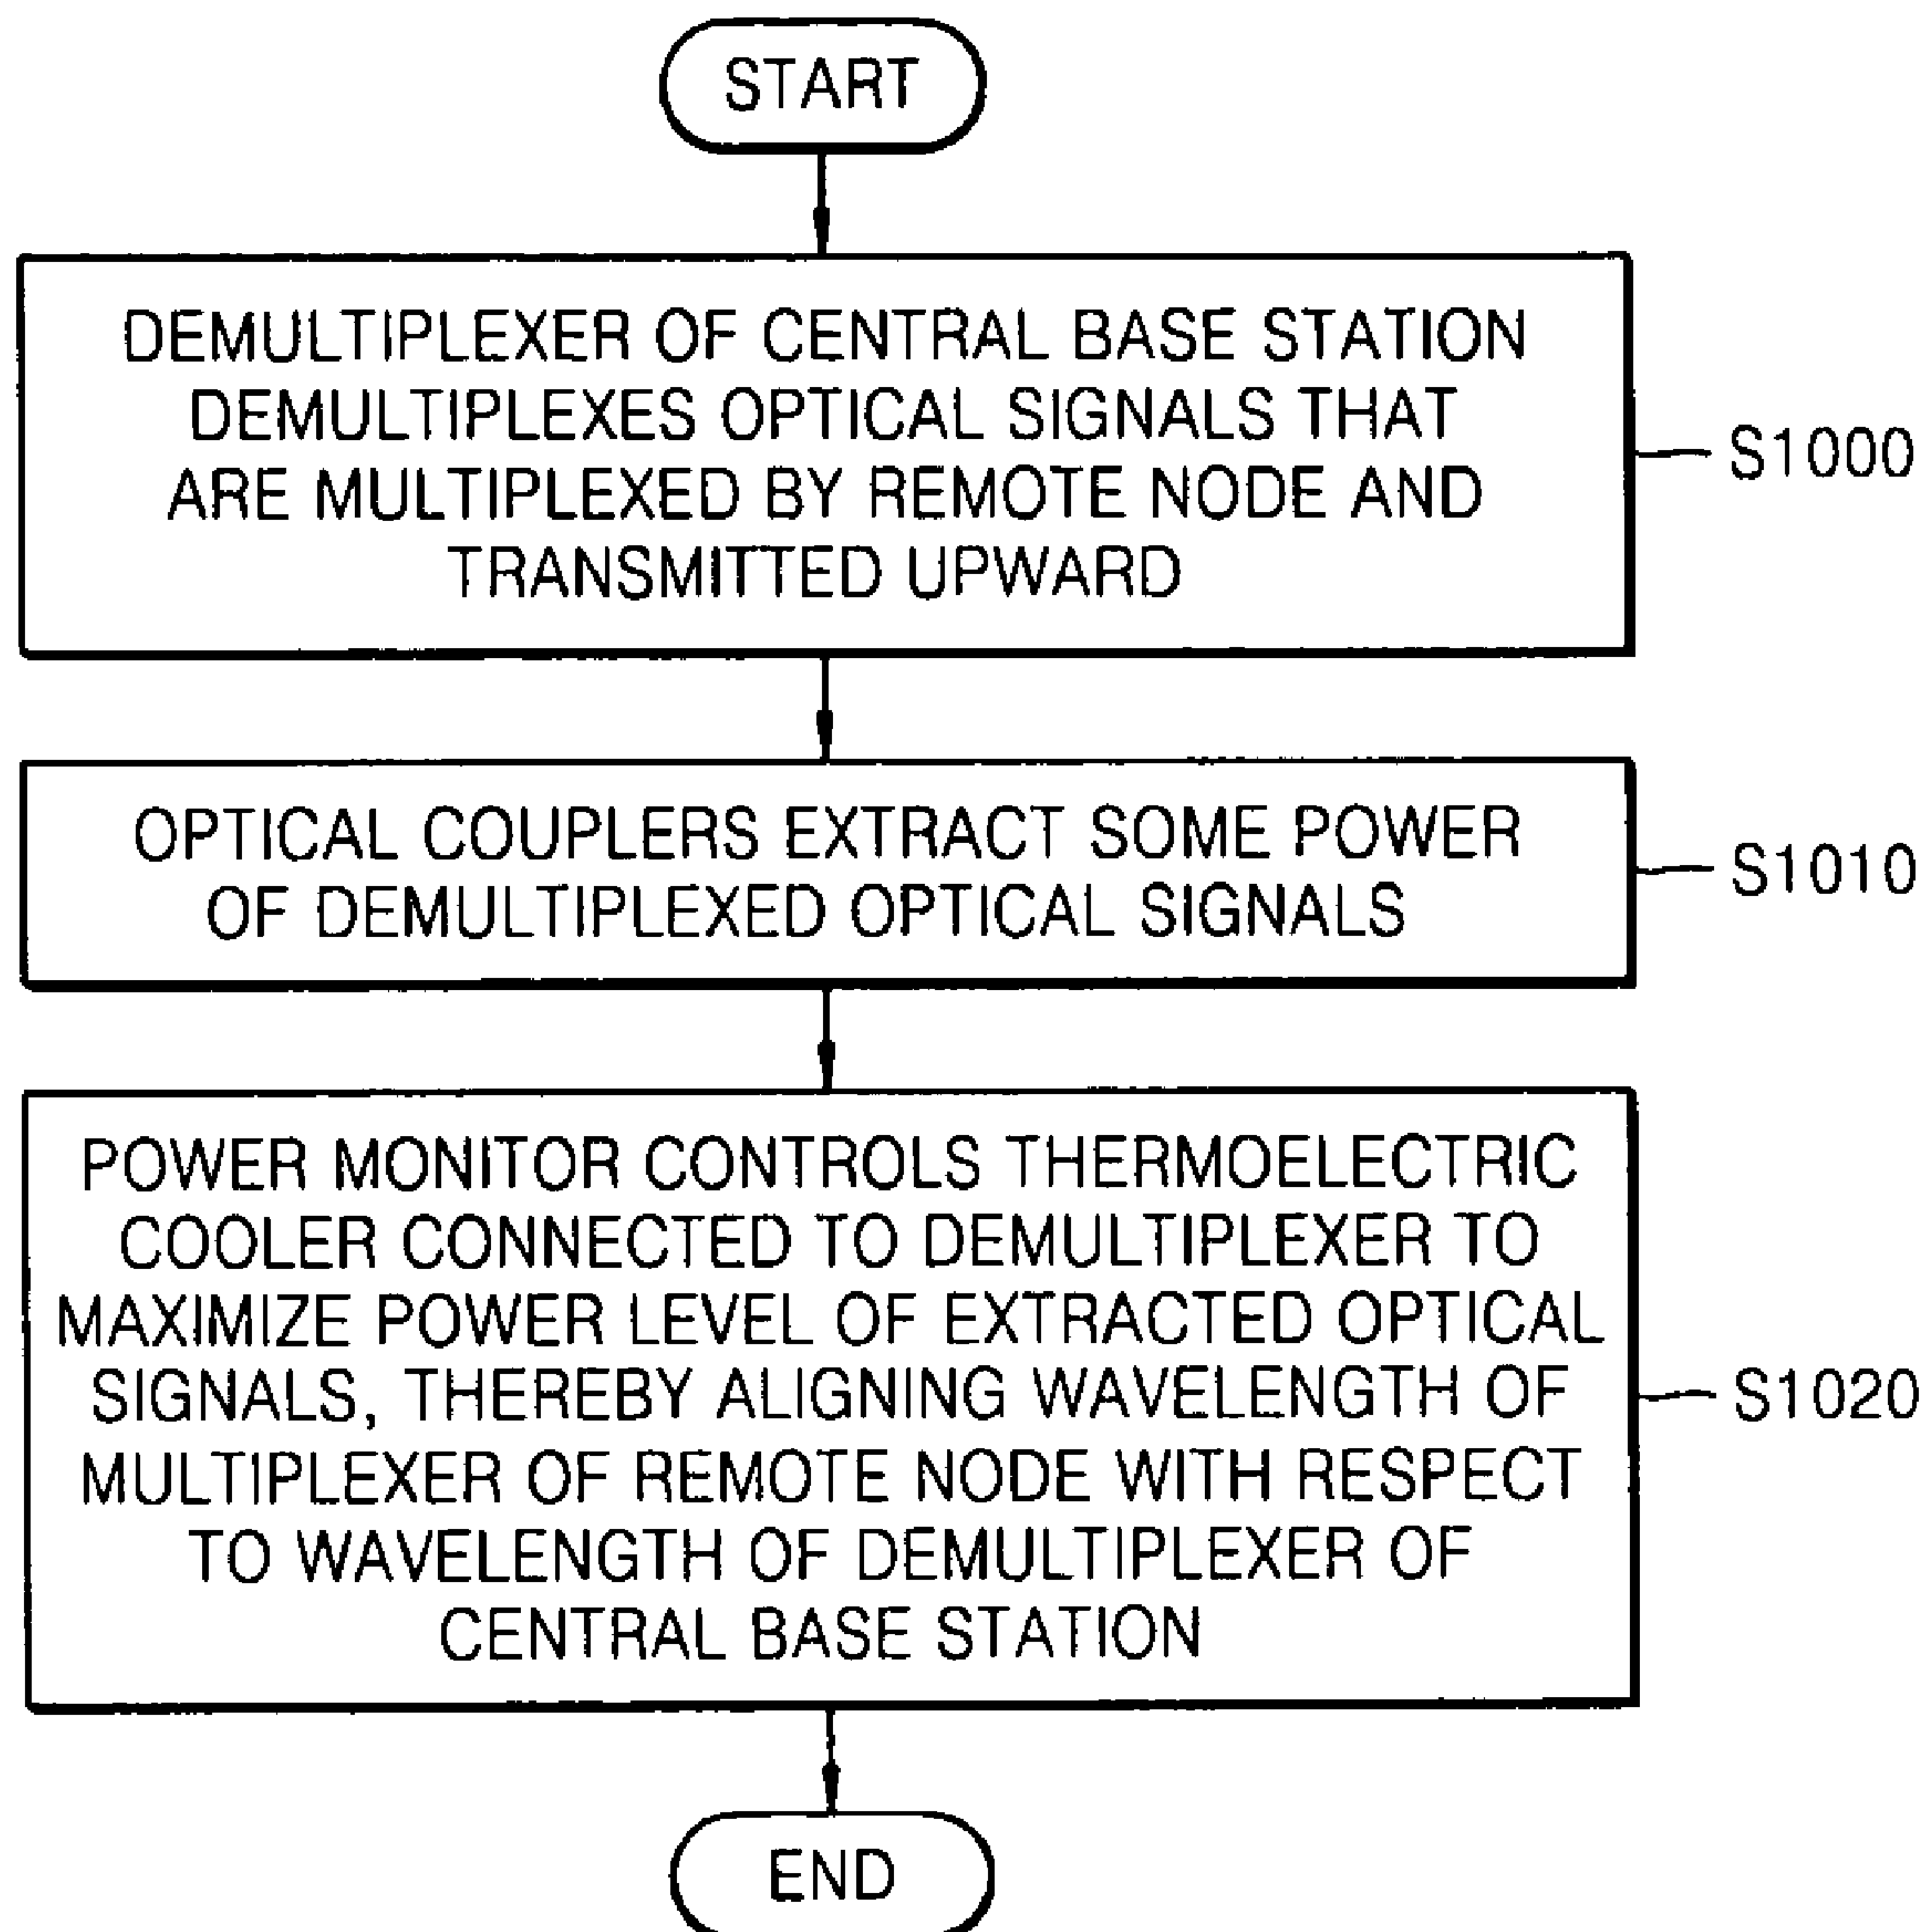 START
DEMULTIPLEXER OF CENTRAL BASE STATION
DEMULTIPLEXES OPTICAL SIGNALS THAT
ARE MULTIPLEXED BY REMOTE NODE AND
TRANSMITTED UPWARD
S1000
OPTICAL COUPLERS EXTRACT SOME POWER
OF DEMULTIPLEXED OPTICAL SIGNALS
S1010
POWER MONITOR CONTROLS THERMOELECTRIC
COOLER CONNECTED TO DEMULTIPLEXER TO
MAXIMIZE POWER LEVEL OF EXTRACTED OPTICAL
SIGNALS, THEREBY ALIGNING WAVELENGTH OF
MULTIPLEXER OF REMOTE NODE WITH RESPECT
TO WAVELENGTH OF DEMULTIPLEXER OF
CENTRAL BASE STATION
S1020
END